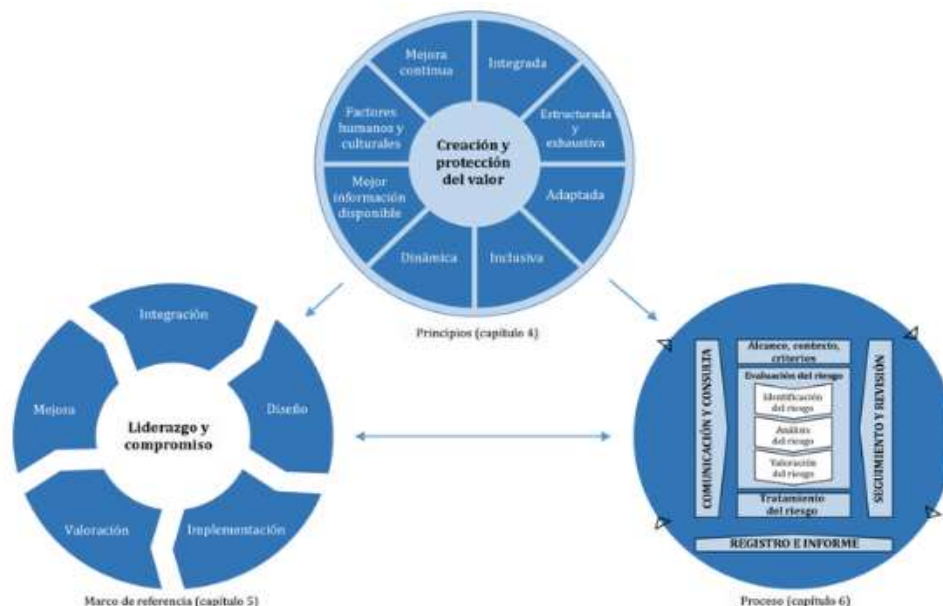 Mejora
continua
Integrada
Factores
humanos y
culturales
Estructurada
y
exhaustiva
Creación y
protección
del valor
Mejor
información
disponible
Adaptada
Dinámica
Inclusiva
Principios (capítulo 4)
Integración
Mejora
Diseño
Liderazgo y
compromiso
Valoración
Implementación
Marco de referencia (capítulo 5)
COMUNICACIÓN Y CONSULTA
Alcance, contexto,
criterios
Evaluación del riesgo
Identificación
del riesgo
Análisis
del riesgo
Valoración
del riesgo
Tratamiento
del riesgo
SEGUIMIENTO Y REVISIÓN
REGISTRO E INFORME
Proceso (capítulo 6)